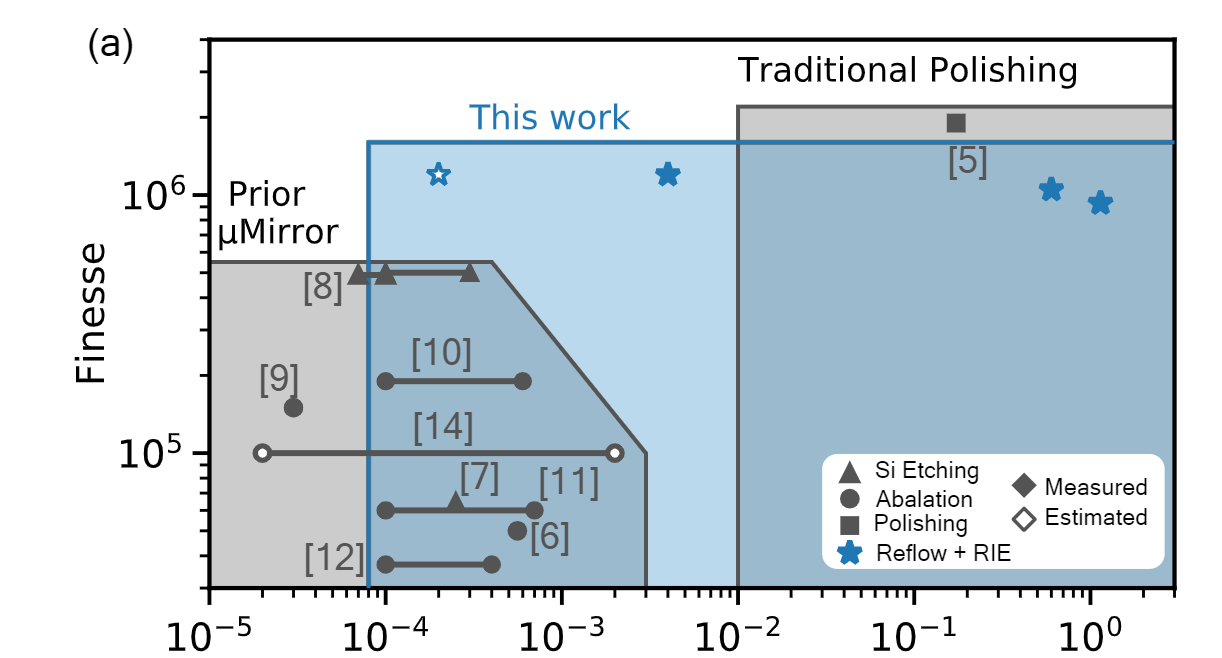 (a)
Traditional Polishing
This work
[5]
10⁶
Prior
µMirror
[8]
[10]
[9]
Finesse
[14]
10⁵
[7]
[11]
[6]
[12]
Si Etching
Abalation
Polishing
Reflow + RIE
Measured
Estimated
10⁻⁵ 10⁻⁴ 10⁻³ 10⁻² 10⁻¹ 10⁰